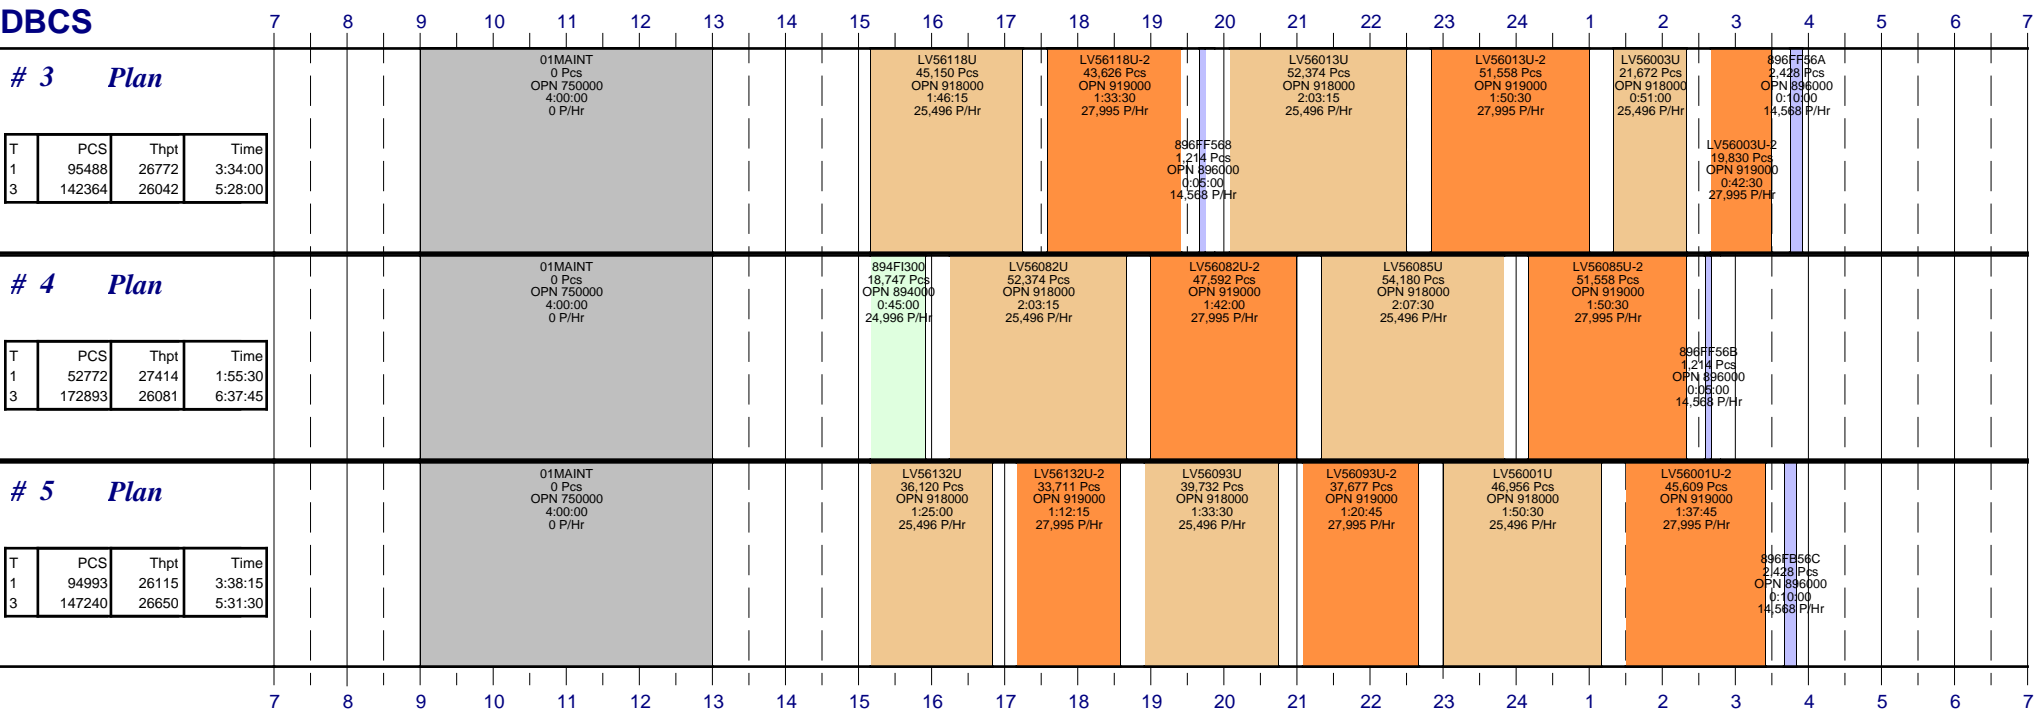 DBCS
7 8 9 10 11 12 13 14 15 16 17 18 19 20 21 22 23 24 1 2 3 4 5 6 7
# 3 Plan
T PCS Thpt Time
1 95488 26772 3:34:00
3 142364 26042 5:28:00
01MAINT
0 Pcs
OPN 750000
4:00:00
0 P/Hr
LV56118U
45,150 Pcs
OPN 918000
1:46:15
25,496 P/Hr
LV56118U-2
43,626 Pcs
OPN 919000
1:33:30
27,995 P/Hr
896FF568
1,214 Pcs
OPN 896000
0:05:00
14,568 P/Hr
LV56013U
52,374 Pcs
OPN 918000
2:03:15
25,496 P/Hr
LV56013U-2
51,558 Pcs
OPN 919000
1:50:30
27,995 P/Hr
LV56003U
21,672 Pcs
OPN 918000
0:51:00
25,496 P/Hr
LV56003U-2
19,830 Pcs
OPN 919000
0:42:30
27,995 P/Hr
896FF56A
2,428 Pcs
OPN 896000
0:10:00
14,568 P/Hr
# 4 Plan
T PCS Thpt Time
1 52772 27414 1:55:30
3 172893 26081 6:37:45
01MAINT
0 Pcs
OPN 750000
4:00:00
0 P/Hr
894FI300
18,747 Pcs
OPN 894000
0:45:00
24,996 P/Hr
LV56082U
52,374 Pcs
OPN 918000
2:03:15
25,496 P/Hr
LV56082U-2
47,592 Pcs
OPN 919000
1:42:00
27,995 P/Hr
LV56085U
54,180 Pcs
OPN 918000
2:07:30
25,496 P/Hr
LV56085U-2
51,558 Pcs
OPN 919000
1:50:30
27,995 P/Hr
896FF56B
1,214 Pcs
OPN 896000
0:05:00
14,568 P/Hr
# 5 Plan
T PCS Thpt Time
1 94993 26115 3:38:15
3 147240 26650 5:31:30
01MAINT
0 Pcs
OPN 750000
4:00:00
0 P/Hr
LV56132U
36,120 Pcs
OPN 918000
1:25:00
25,496 P/Hr
LV56132U-2
33,711 Pcs
OPN 919000
1:12:15
27,995 P/Hr
LV56093U
39,732 Pcs
OPN 918000
1:33:30
25,496 P/Hr
LV56093U-2
37,677 Pcs
OPN 919000
1:20:45
27,995 P/Hr
LV56001U
46,956 Pcs
OPN 918000
1:50:30
25,496 P/Hr
LV56001U-2
45,609 Pcs
OPN 919000
1:37:45
27,995 P/Hr
896FB56C
2,428 Pcs
OPN 896000
0:10:00
14,568 P/Hr
7 8 9 10 11 12 13 14 15 16 17 18 19 20 21 22 23 24 1 2 3 4 5 6 7